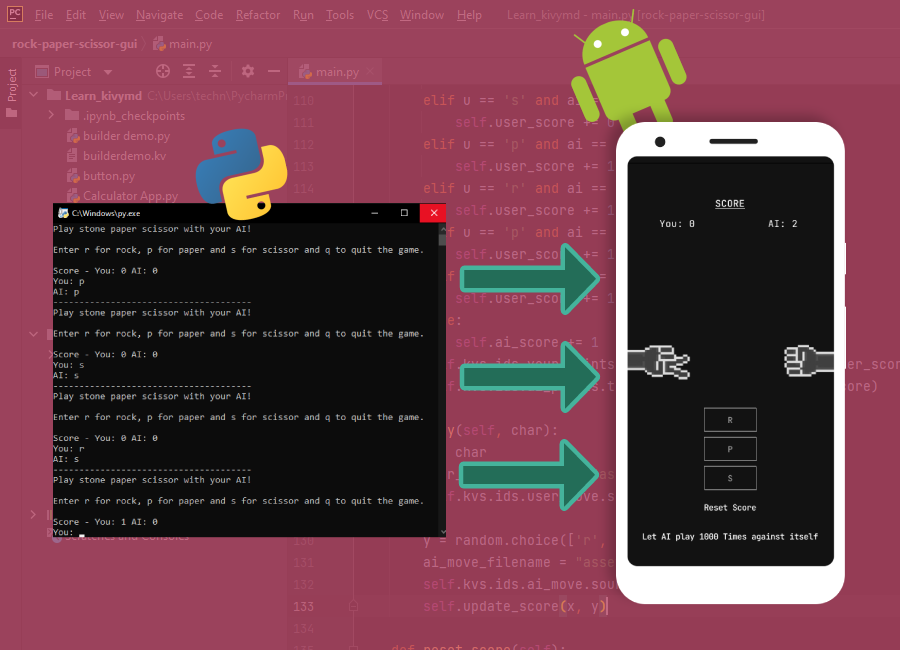 PC File Edit View Navigate Code Refactor Run Tools VCS Window Help Learn_kivymd - main.py [rock-paper-scissor-gui]
rock-paper-scissor-gui main.py
Project
Project main.py
Learn_kivymd C:\Users\techn\PycharmPr
.ipynb_checkpoints
builder demo.py
builderdemo.kv
button.py
Calculator App.py
C:\Windows\py.exe
Play stone paper scissor with your AI!
Enter r for rock, p for paper and s for scissor and q to quit the game.
Score - You: 0 AI: 0
You: p
AI: p
--------------------------------------
Play stone paper scissor with your AI!
Enter r for rock, p for paper and s for scissor and q to quit the game.
Score - You: 0 AI: 0
You: s
AI: s
--------------------------------------
Play stone paper scissor with your AI!
Enter r for rock, p for paper and s for scissor and q to quit the game.
Score - You: 0 AI: 0
You: r
AI: s
--------------------------------------
Play stone paper scissor with your AI!
Enter r for rock, p for paper and s for scissor and q to quit the game.
Score - You: 1 AI: 0
You:
Scratches and Consoles
110 elif u == 's' and ai ==
111 self.user_score += 0
112 elif u == 'p' and ai ==
113 self.user_score += 1
114 elif u == 'r' and ai ==
self.user_score += 1
if u == 'p' and ai ==
self.user_score += 1
self.user_score += 1
e:
self.ai_score += 1
f.kvs.ids.your_points
er_scor
ore)
y(self, char):
char
f.kvs.ids.user_move.s
y = random.choice(['r',
131 ai_move_filename = "asse
132 self.kvs.ids.ai_move.sou
133 self.update_score(x, y)
134
def reset_score(self):
SCORE
You: 0 AI: 2
R
P
S
Reset Score
Let AI play 1000 Times against itself